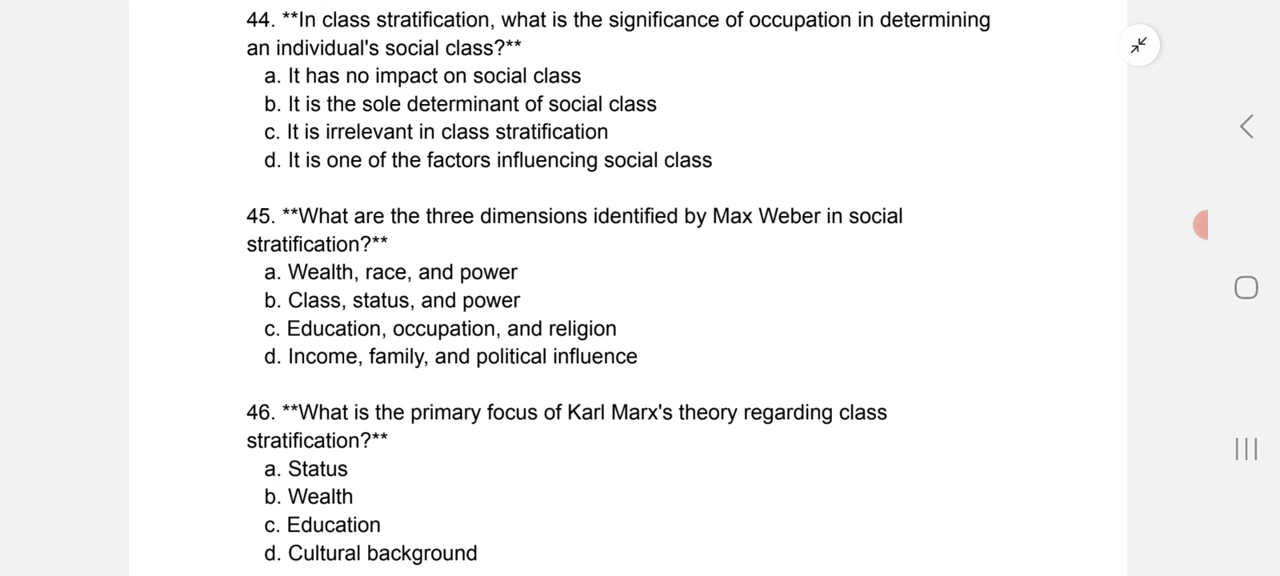 44. **In class stratification, what is the significance of occupation in determining
an individual's social class?**
a. It has no impact on social class
b. It is the sole determinant of social class
c. It is irrelevant in class stratification
d. It is one of the factors influencing social class
45. **What are the three dimensions identified by Max Weber in social
stratification?**
a. Wealth, race, and power
b. Class, status, and power
c. Education, occupation, and religion
d. Income, family, and political influence
46. **What is the primary focus of Karl Marx's theory regarding class
stratification?**
a. Status
b. Wealth
c. Education
d. Cultural background